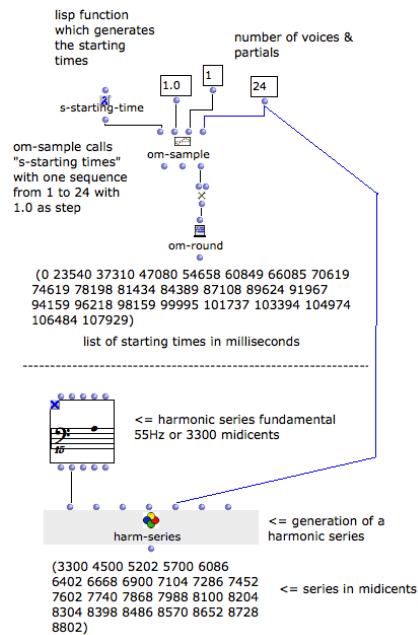 lisp function
which generates
the starting
times
number of voices &
partials
1.0
1
24
s-starting-time
om-sample calls
"s-starting times"
with one sequence
from 1 to 24 with
1.0 as step
om-sample
om-round
(0 23540 37310 47080 54658 60849 66085 70619
74619 78198 81434 84389 87108 89624 91967
94159 96218 98159 99995 101737 103394 104974
106484 107929)
list of starting times in milliseconds
<= harmonic series fundamental
55Hz or 3300 midicents
15
harm-series
<= generation of a
harmonic series
(3300 4500 5202 5700 6086
6402 6668 6900 7104 7286 7452
7602 7740 7868 7988 8100 8204
8304 8398 8486 8570 8652 8728
8802)
<= series in midicents